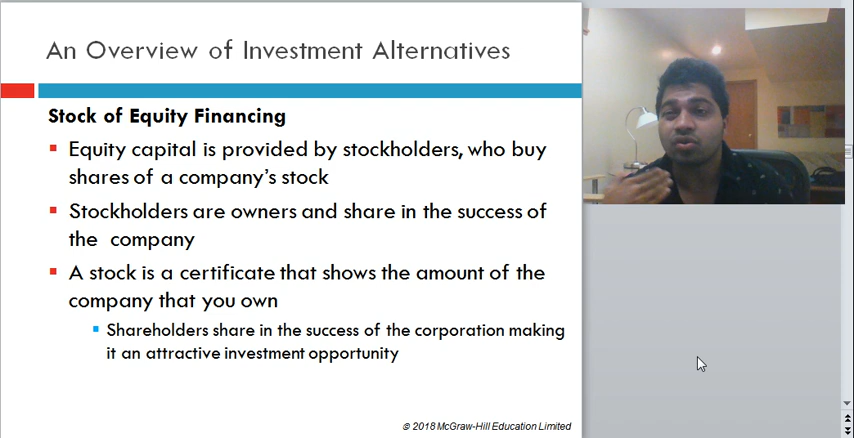 An Overview of Investment Alternatives
Stock of Equity Financing
Equity capital is provided by stockholders, who buy
shares of a company's stock
Stockholders are owners and share in the success of
the company
A stock is a certificate that shows the amount of the
company that you own
Shareholders share in the success of the corporation making
it an attractive investment opportunity
© 2018 McGraw-Hill Education Limited